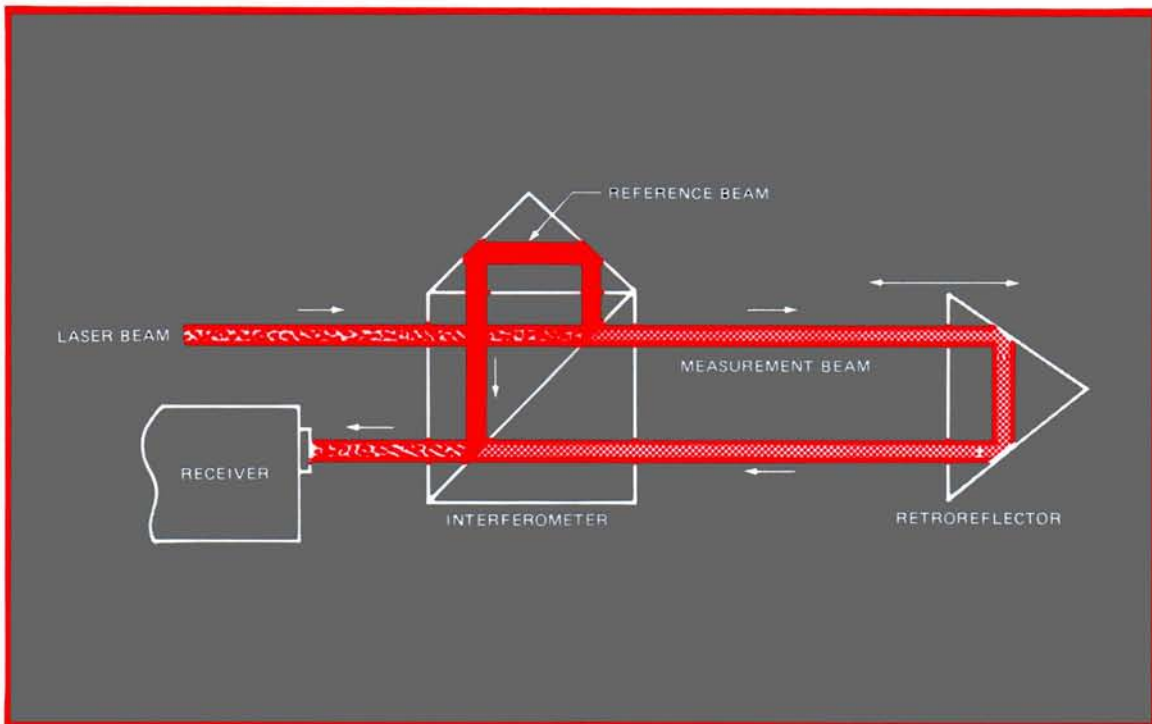 REFERENCE BEAM
LASER BEAM
MEASUREMENT BEAM
RECEIVER
INTERFEROMETER
RETROREFLECTOR